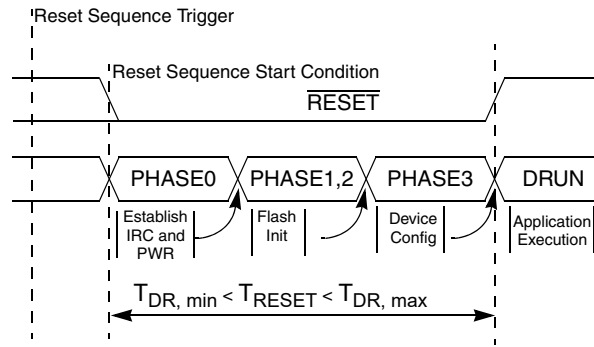 Reset Sequence Trigger
Reset Sequence Start Condition
RESET
PHASE0
PHASE1,2
PHASE3
DRUN
Establish
IRC and
PWR
Flash
Init
Device
Config
Application
Execution
TDR, min < TRESET < TDR, max